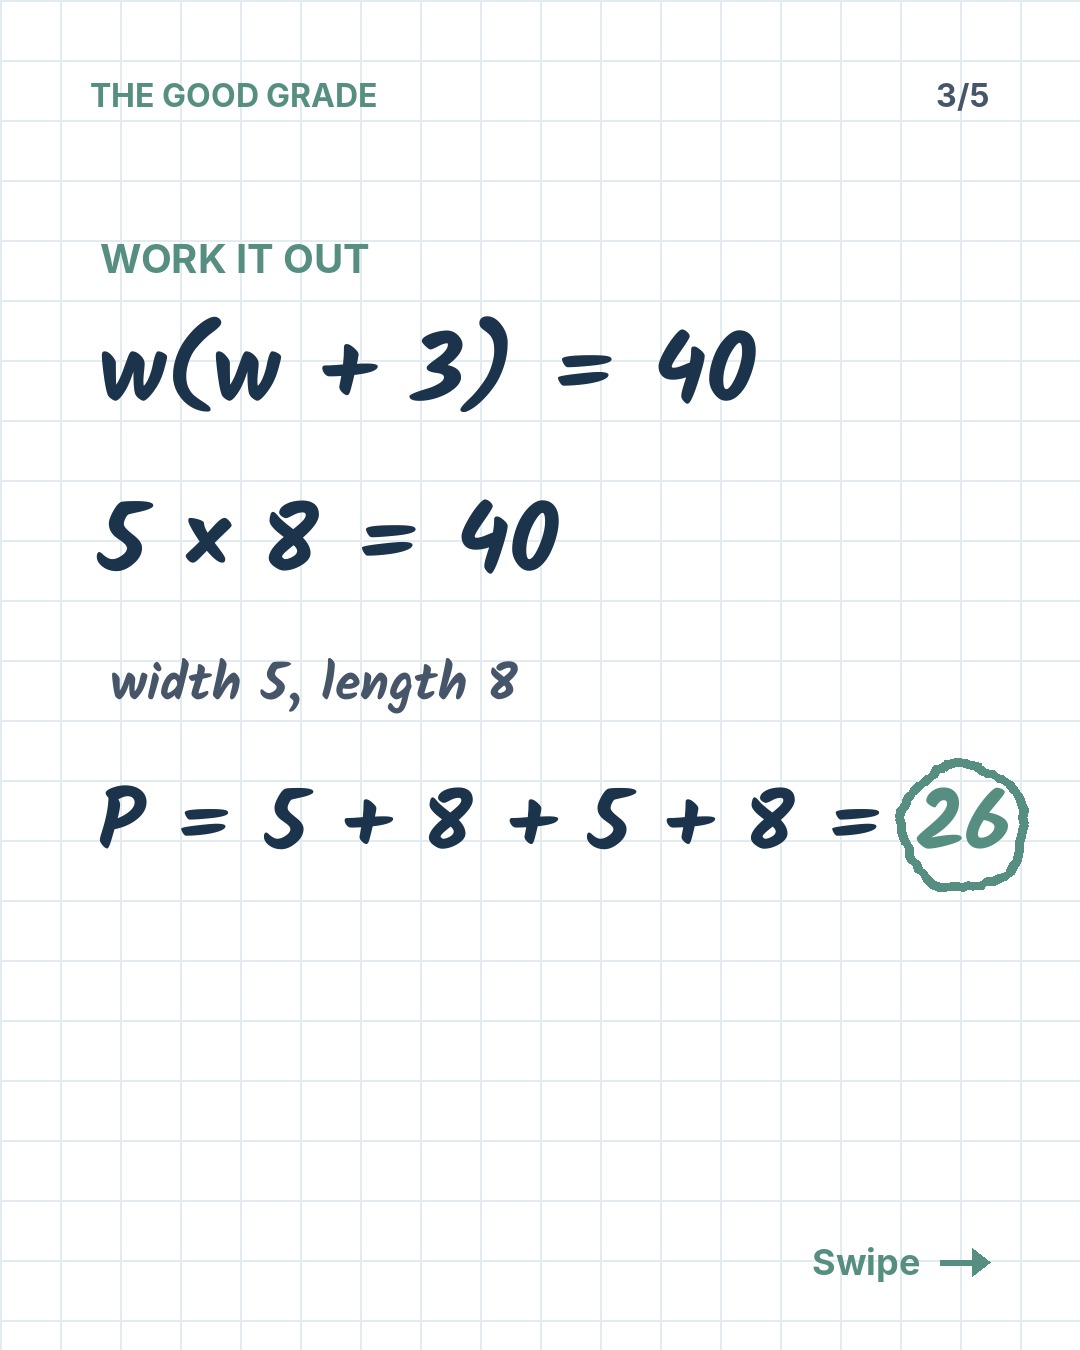 THE GOOD GRADE
3/5
WORK IT OUT
w(w + 3) = 40
5 × 8 = 40
width 5, length 8
P = 5 + 8 + 5 + 8 = 26
Swipe →